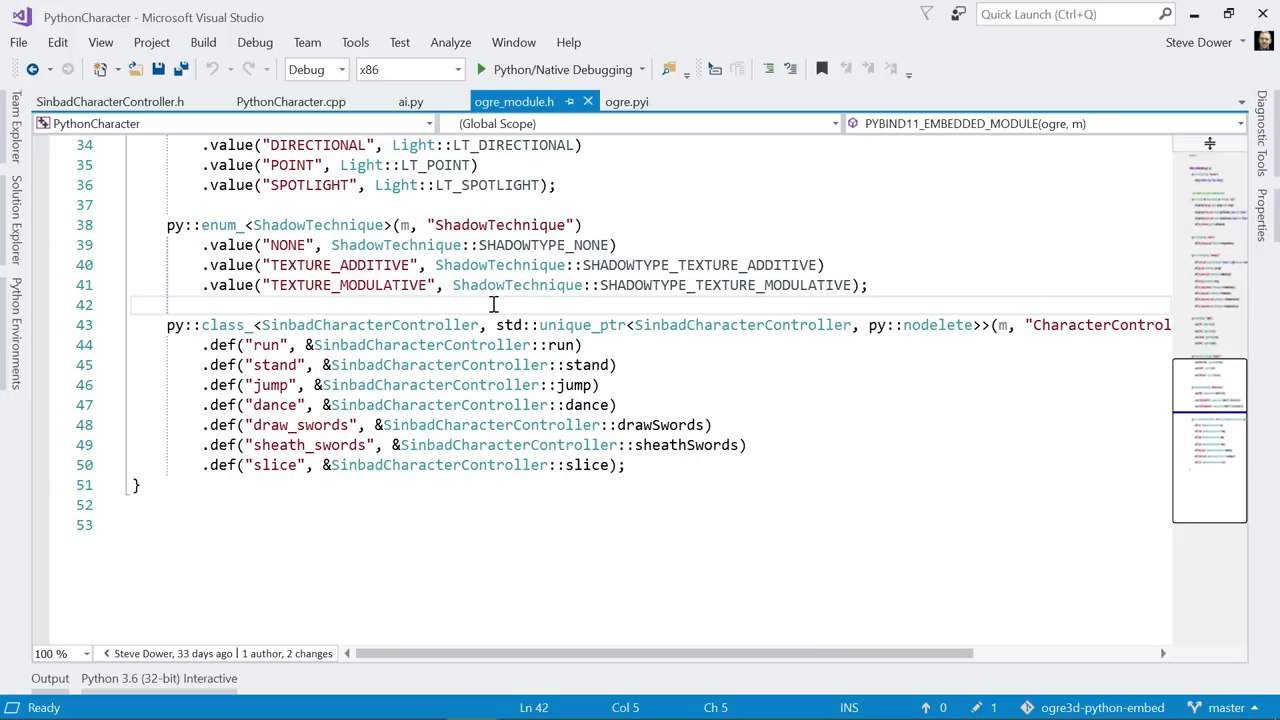 PythonCharacter - Microsoft Visual Studio
Quick Launch (Ctrl+Q)
File Edit View Project Build Debug Team Tools Test Analyze Window Help
Steve Dower
Debug x86 Python/Native Debugging
SinbadCharacterController.h PythonCharacter.cpp ai.py ogre_module.h ogre.pyi
PythonCharacter (Global Scope) PYBIND11_EMBEDDED_MODULE(ogre, m)
Team Explorer
Solution Explorer
Python Environments
Diagnostic Tools
Properties
34 .value("DIRECTIONAL", Light::LT_DIRECTIONAL)
35 .value("POINT", Light::LT_POINT)
36 .value("SPOTLIGHT", Light::LT_SPOTLIGHT);
37
38 py::enum_<ShadowTechnique>(m, "ShadowTechnique")
39 .value("NONE", ShadowTechnique::SHADOWTYPE_NONE)
40 .value("TEXTURE_ADDITIVE", ShadowTechnique::SHADOWTYPE_TEXTURE_ADDITIVE)
41 .value("TEXTURE_MODULATIVE", ShadowTechnique::SHADOWTYPE_TEXTURE_MODULATIVE);
42
43 py::class_<SinbadCharacterController, std::unique_ptr<SinbadCharacterController, py::nodelete>>(m, "CharacterControl
44 .def("run", &SinbadCharacterController::run)
45 .def("stand", &SinbadCharacterController::stand)
46 .def("jump", &SinbadCharacterController::jump)
47 .def("dance", &SinbadCharacterController::dance)
48 .def("draw_swords", &SinbadCharacterController::drawSwords)
49 .def("sheath_swords", &SinbadCharacterController::sheathSwords)
50 .def("slice", &SinbadCharacterController::slice);
51 }
52
53
100 % Steve Dower, 33 days ago | 1 author, 2 changes
Output Python 3.6 (32-bit) Interactive
Ready Ln 42 Col 5 Ch 5 INS 0 1 ogre3d-python-embed master